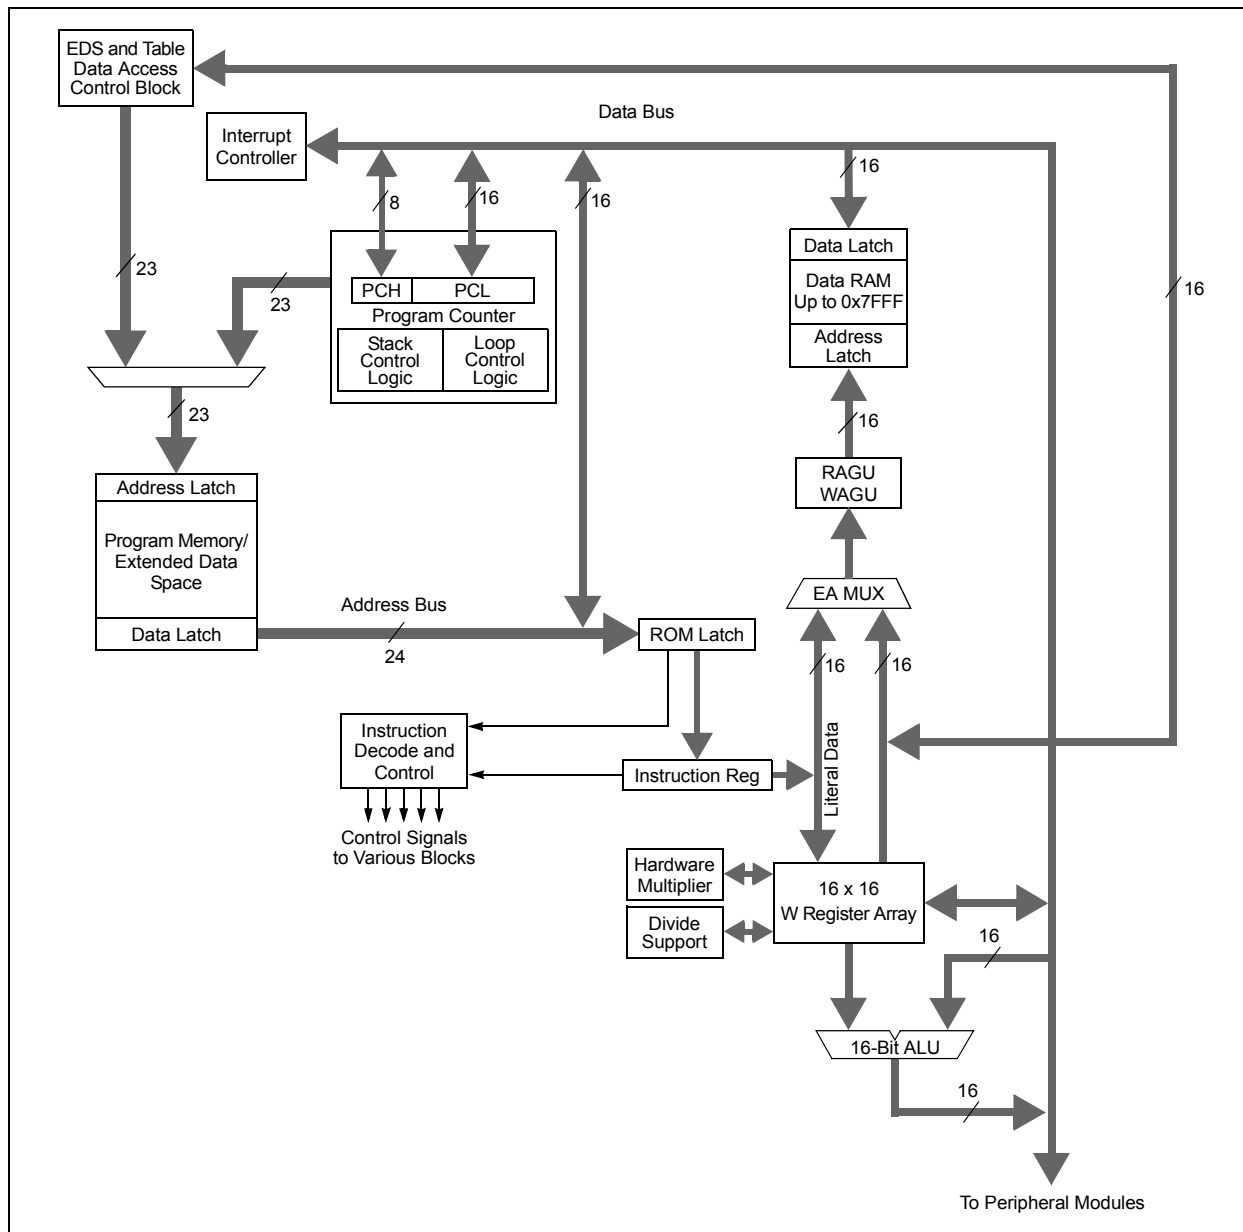 EDS and Table
Data Access
Control Block
Data Bus
Interrupt
Controller
16
8
16
16
23
23
Data Latch
Data RAM
Up to 0x7FFF
Address
Latch
16
PCH
PCL
Program Counter
Stack
Control
Logic
Loop
Control
Logic
23
16
RAGU
WAGU
Address Latch
Program Memory/
Extended Data
Space
Data Latch
EA MUX
Address Bus
24
ROM Latch
16
16
Instruction
Decode and
Control
Literal Data
Instruction Reg
Control Signals
to Various Blocks
Hardware
Multiplier
16 x 16
W Register Array
Divide
Support
16
16-Bit ALU
16
To Peripheral Modules